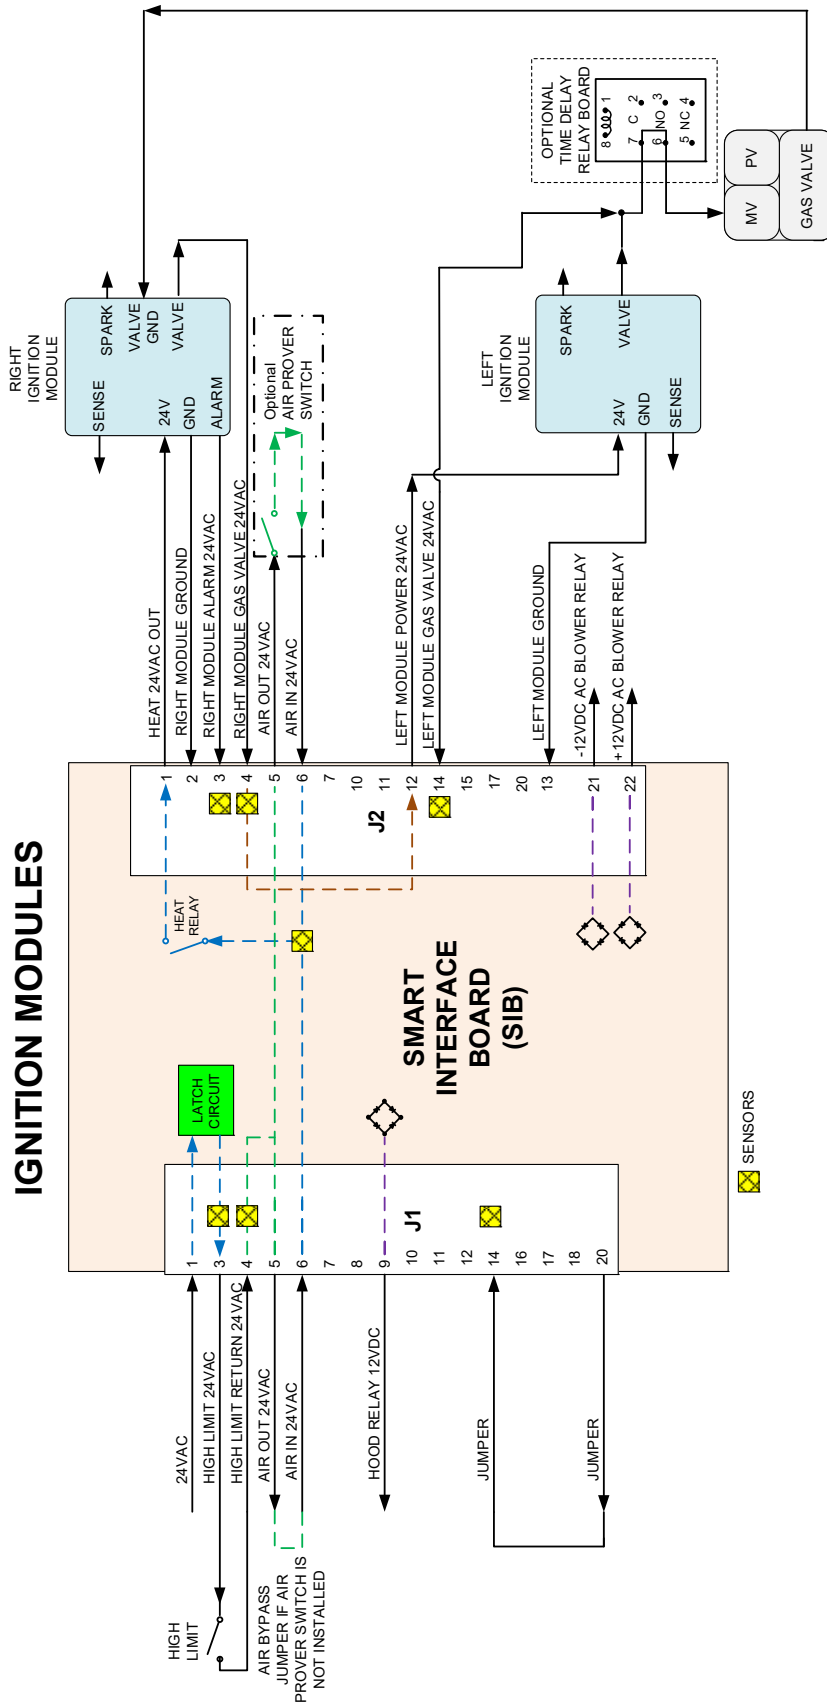 IGNITION MODULES
24VAC
HIGH LIMIT 24VAC
HIGH LIMIT RETURN 24VAC
AIR OUT 24VAC
AIR IN 24VAC
HIGH
LIMIT
AIR BYPASS
JUMPER IF AIR
PROVER SWITCH IS
NOT INSTALLED
HOOD RELAY 12VDC
JUMPER
JUMPER
1
3
4
5
6
7
8
9
10
11
12
14
16
17
18
20
J1
LATCH
CIRCUIT
SMART
INTERFACE
BOARD
(SIB)
SENSORS
HEAT
RELAY
J2
1
2
3
4
5
6
7
10
11
12
14
15
17
20
13
21
22
HEAT 24VAC OUT
RIGHT MODULE GROUND
RIGHT MODULE ALARM 24VAC
RIGHT MODULE GAS VALVE 24VAC
AIR OUT 24VAC
AIR IN 24VAC
LEFT MODULE POWER 24VAC
LEFT MODULE GAS VALVE 24VAC
LEFT MODULE GROUND
-12VDC AC BLOWER RELAY
+12VDC AC BLOWER RELAY
RIGHT
IGNITION
MODULE
SENSE
24V
GND
ALARM
SPARK
VALVE
GND
VALVE
Optional
AIR PROVER
SWITCH
LEFT
IGNITION
MODULE
24V
GND
SENSE
SPARK
VALVE
OPTIONAL
TIME DELAY
RELAY BOARD
8 1
7 C 2
6 NO 3
5 NC 4
MV PV
GAS VALVE